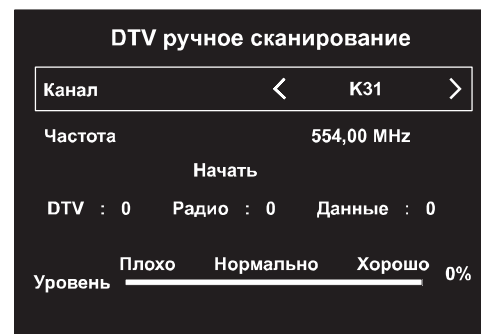 DTV ручное сканирование
Канал < K31 >
Частота 554,00 MHz
Начать
DTV : 0 Радио : 0 Данные : 0
Плохо Нормально Хорошо
Уровень 0%